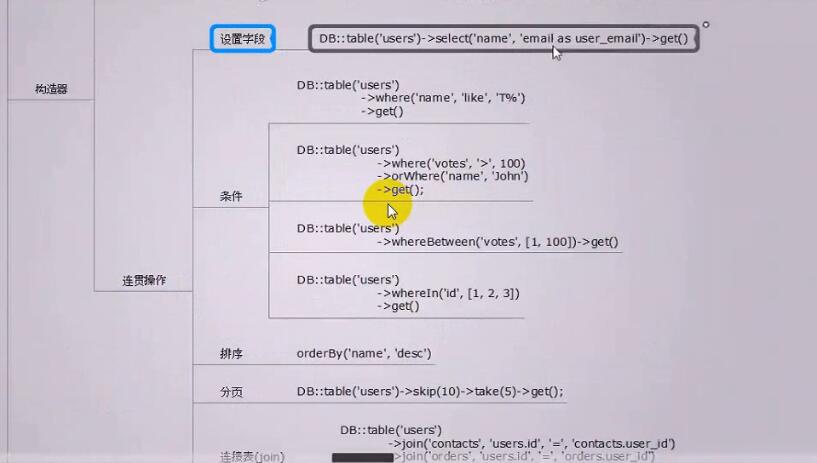 设置字段
DB::table('users')->select('name', 'email as user_email')->get()
构造器
DB::table('users')
->where('name', 'like', 'T%')
->get()
DB::table('users')
->where('votes', '>', 100)
->orWhere('name', 'John')
->get();
条件
DB::table('users')
->whereBetween('votes', [1, 100])->get()
连贯操作
DB::table('users')
->whereIn('id', [1, 2, 3])
->get()
排序
orderBy('name', 'desc')
分页
DB::table('users')->skip(10)->take(5)->get();
DB::table('users')
->join('contacts', 'users.id', '=', 'contacts.user_id')
连接表(join)
->join('orders', 'users.id', '=', 'orders.user_id')